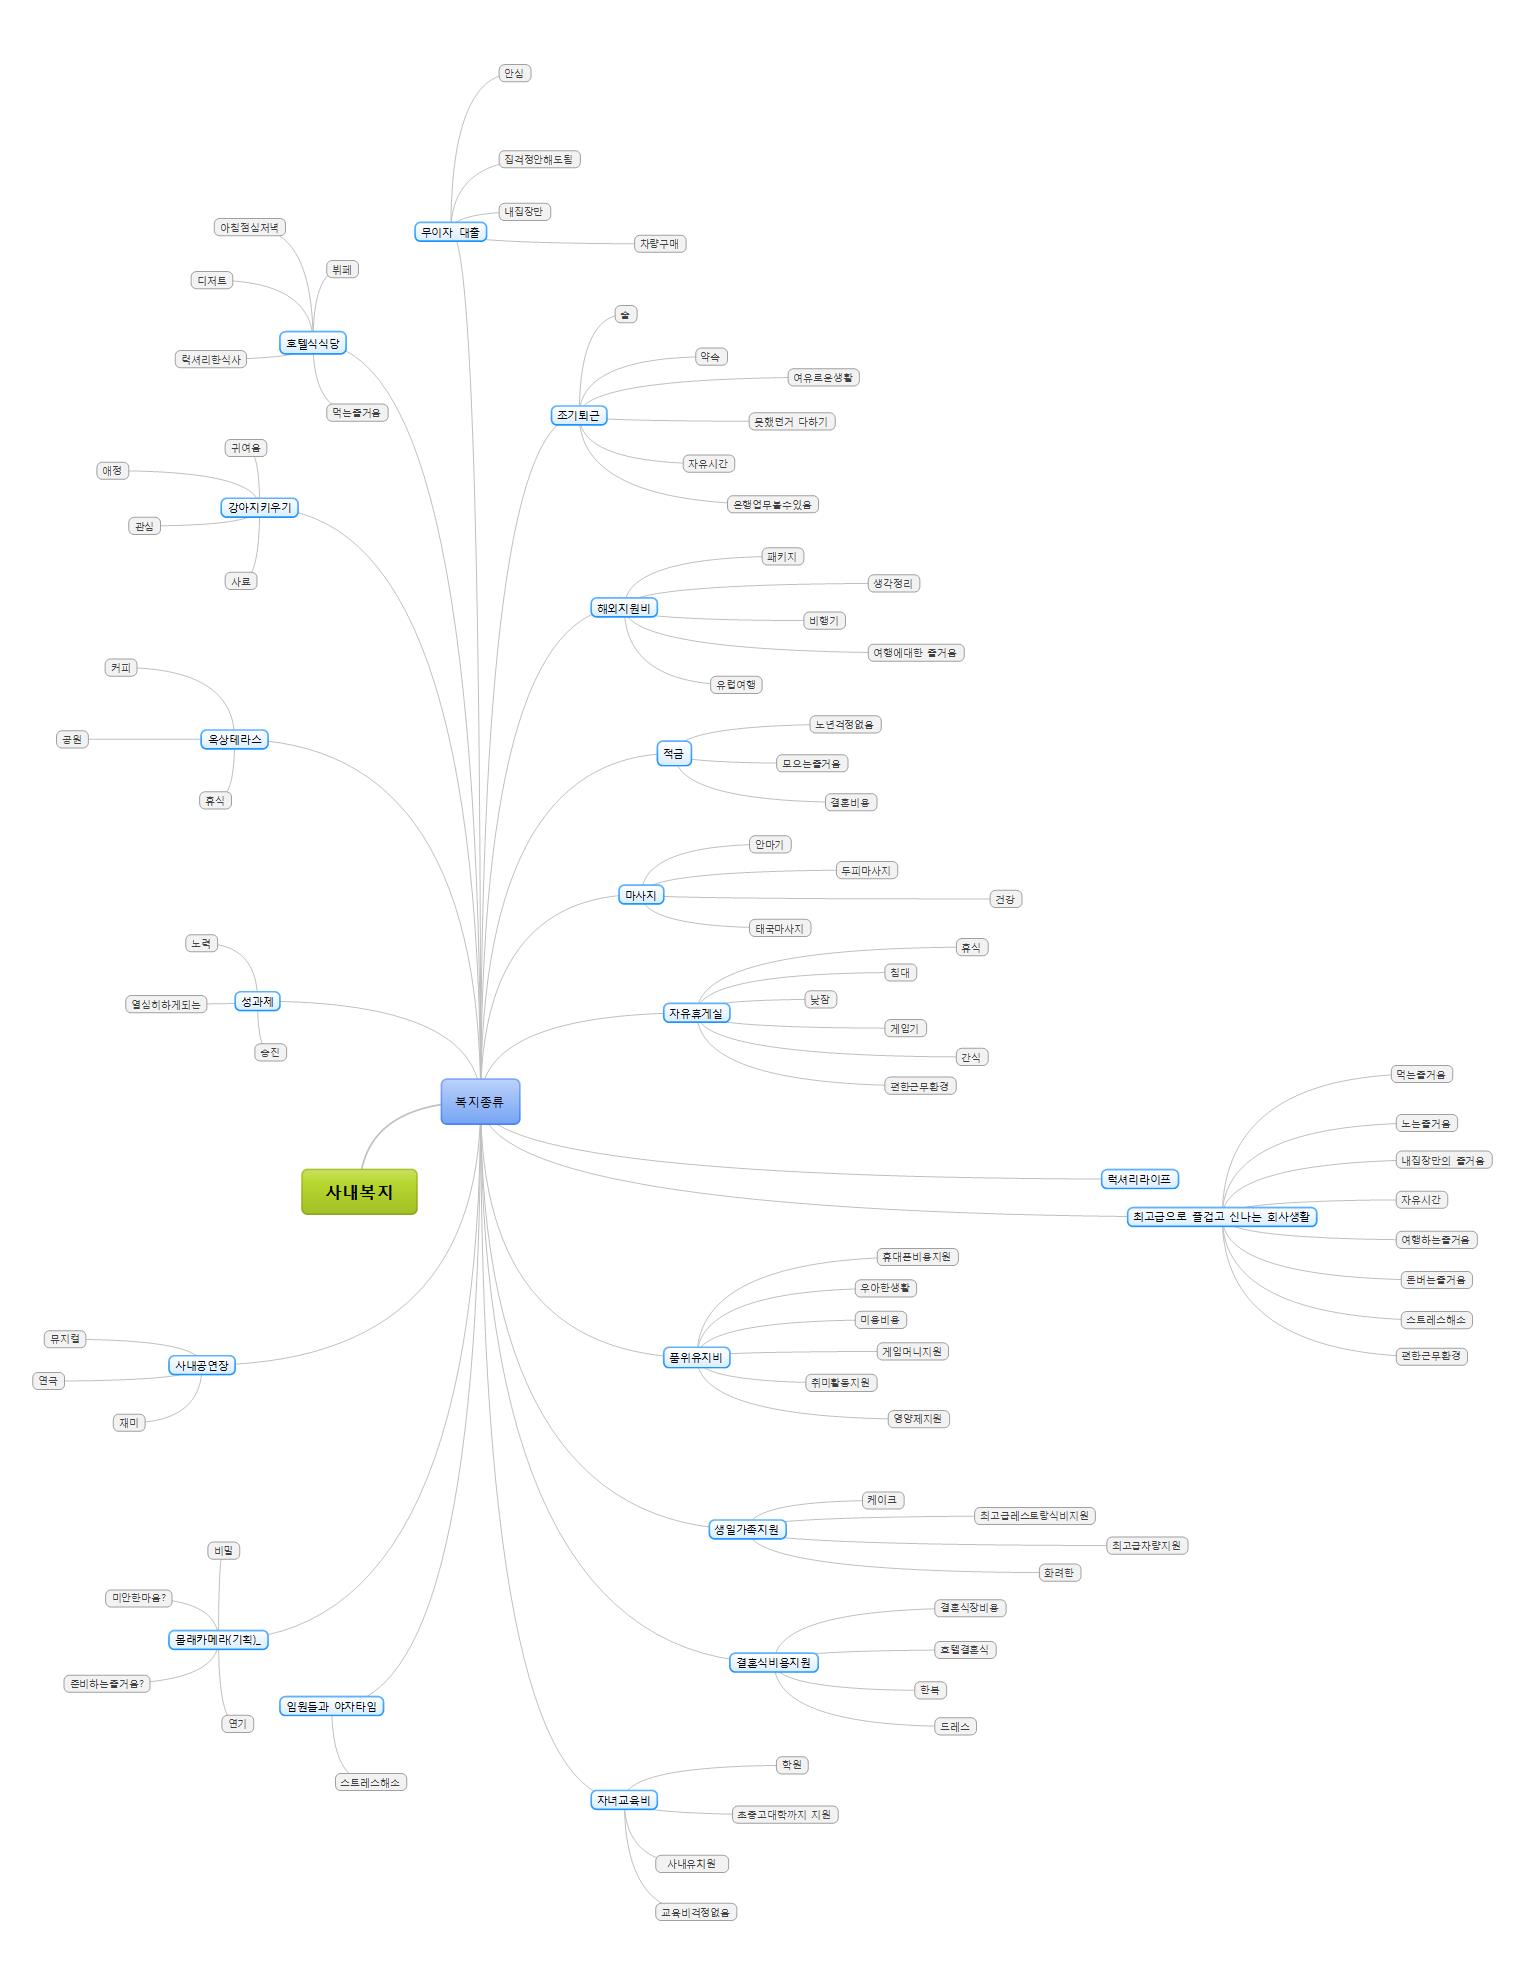 안심
집걱정안해도됨
내집장만
차량구매
무이자 대출
아침점심저녁
뷔페
디저트
럭셔리한식사
먹는즐거움
호텔식식당
술
약속
여유로운생활
못했던거 다하기
자유시간
은행업무볼수있음
조기퇴근
귀여움
애정
관심
사료
강아지키우기
패키지
생각정리
비행기
여행에대한 즐거움
유럽여행
해외지원비
커피
공원
휴식
옥상테라스
노년걱정없음
모으는즐거움
결혼비용
적금
안마기
두피마사지
건강
태국마사지
마사지
노력
열심히하게되는
승진
성과제
휴식
침대
낮잠
게임기
간식
편한근무환경
자유휴게실
복지종류
사내복지
럭셔리라이프
최고급으로 즐겁고 신나는 회사생활
먹는즐거움
노는즐거움
내집장만의 즐거움
자유시간
여행하는즐거움
돈버는즐거움
스트레스해소
편한근무환경
휴대폰비용지원
우아한생활
미용비용
게임머니지원
취미활동지원
영양제지원
품위유지비
뮤지컬
연극
재미
사내공연장
케이크
최고급레스토랑식비지원
최고급차량지원
화려한
생일가족지원
비밀
미안한마음?
준비하는즐거움?
연기
몰래카메라(기획)_
결혼식장비용
호텔결혼식
한복
드레스
결혼식비용지원
임원들과 야자타임
스트레스해소
학원
초중고대학까지 지원
사내유치원
교육비걱정없음
자녀교육비